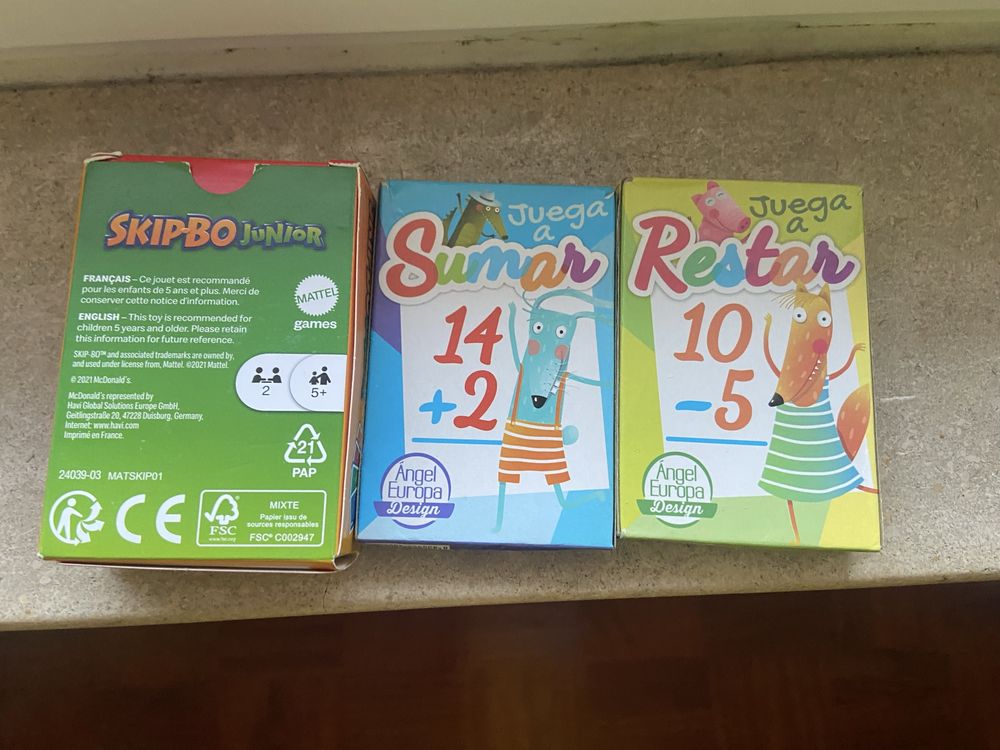 SKIP·BO JUNIOR
FRANÇAIS – Ce jouet est recommandé
pour les enfants de 5 ans et plus. Merci de
conserver cette notice d'information.
ENGLISH – This toy is recommended for
children 5 years and older. Please retain
this information for future reference.
SKIP-BO™ and associated trademarks are owned by,
and used under license from, Mattel. ©2021 Mattel.
© 2021 McDonald's.
McDonald's represented by
Havi Global Solutions Europe GmbH,
Geitlingstraße 20, 47228 Duisburg, Germany,
Internet: www.havi.com
Imprimé en France.
MATTEL
games
2
5+
21
PAP
24039-03 MATSKIP01
CE
FSC
www.fsc.org
MIXTE
Papier issu de
sources responsables
FSC® C002947
Juega
a
Sumar
14
+2
Ángel
Europa
Design
Juega
a
Restar
10
-5
Ángel
Europa
Design